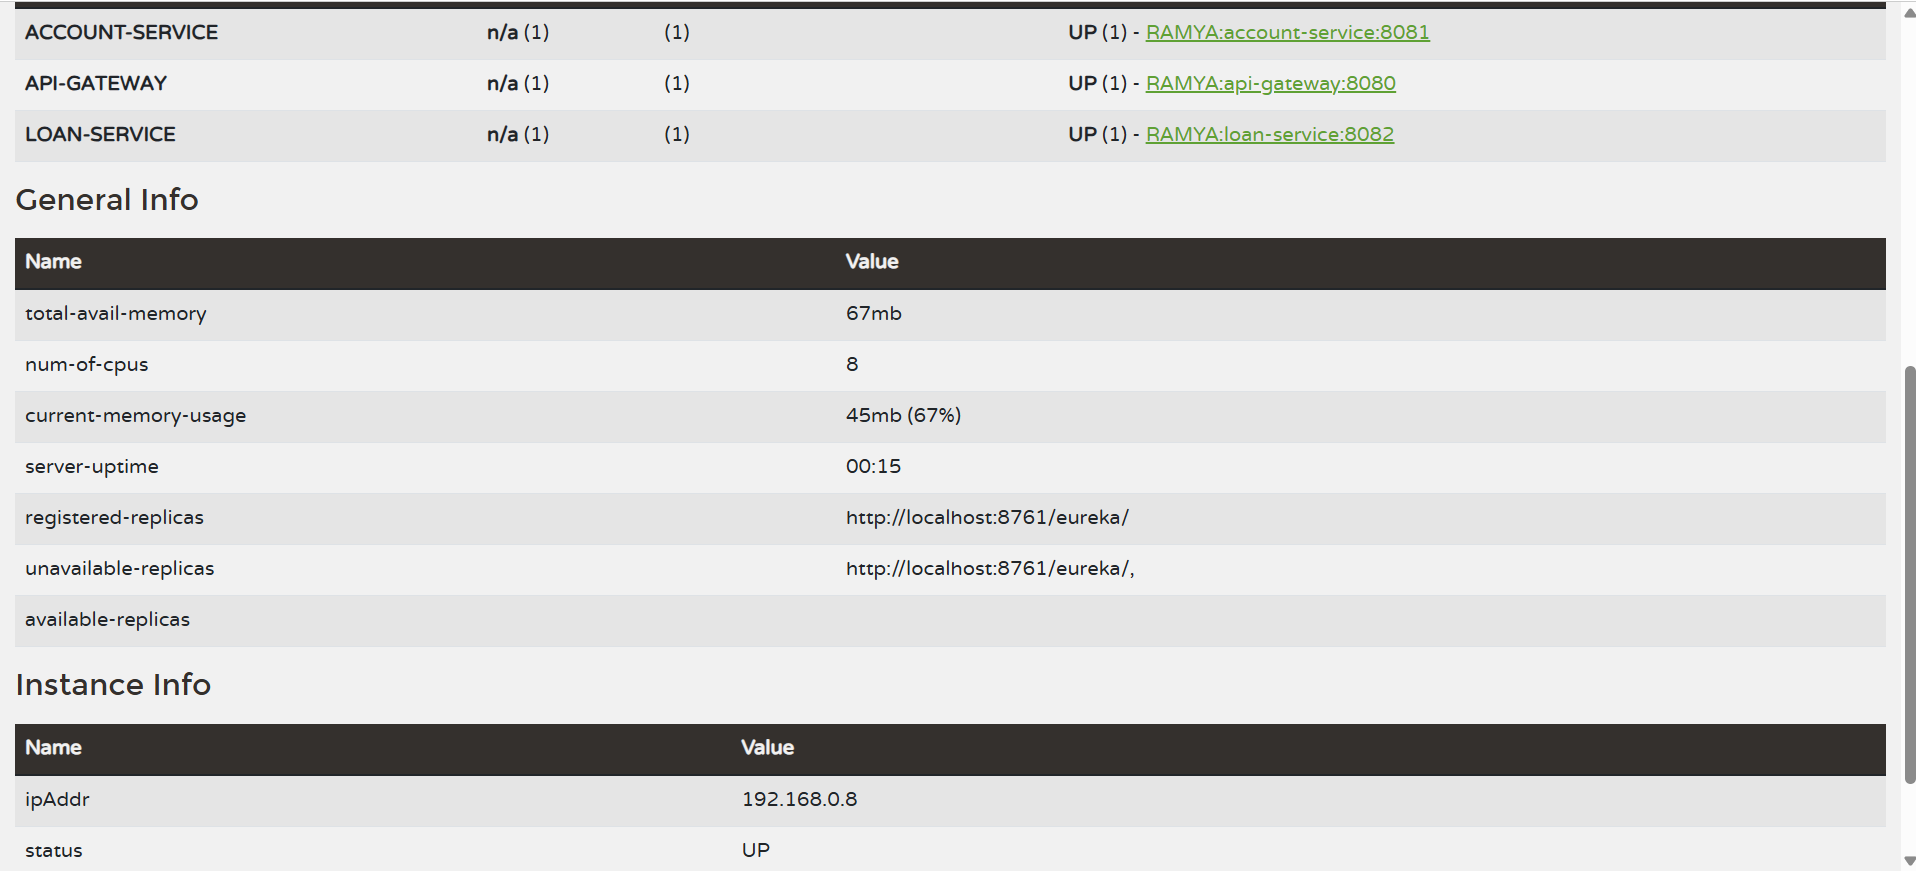 ACCOUNT-SERVICE n/a (1) (1) UP (1) - RAMYA:account-service:8081
API-GATEWAY n/a (1) (1) UP (1) - RAMYA:api-gateway:8080
LOAN-SERVICE n/a (1) (1) UP (1) - RAMYA:loan-service:8082
General Info
Name Value
total-avail-memory 67mb
num-of-cpus 8
current-memory-usage 45mb (67%)
server-uptime 00:15
registered-replicas http://localhost:8761/eureka/
unavailable-replicas http://localhost:8761/eureka/,
available-replicas
Instance Info
Name Value
ipAddr 192.168.0.8
status UP